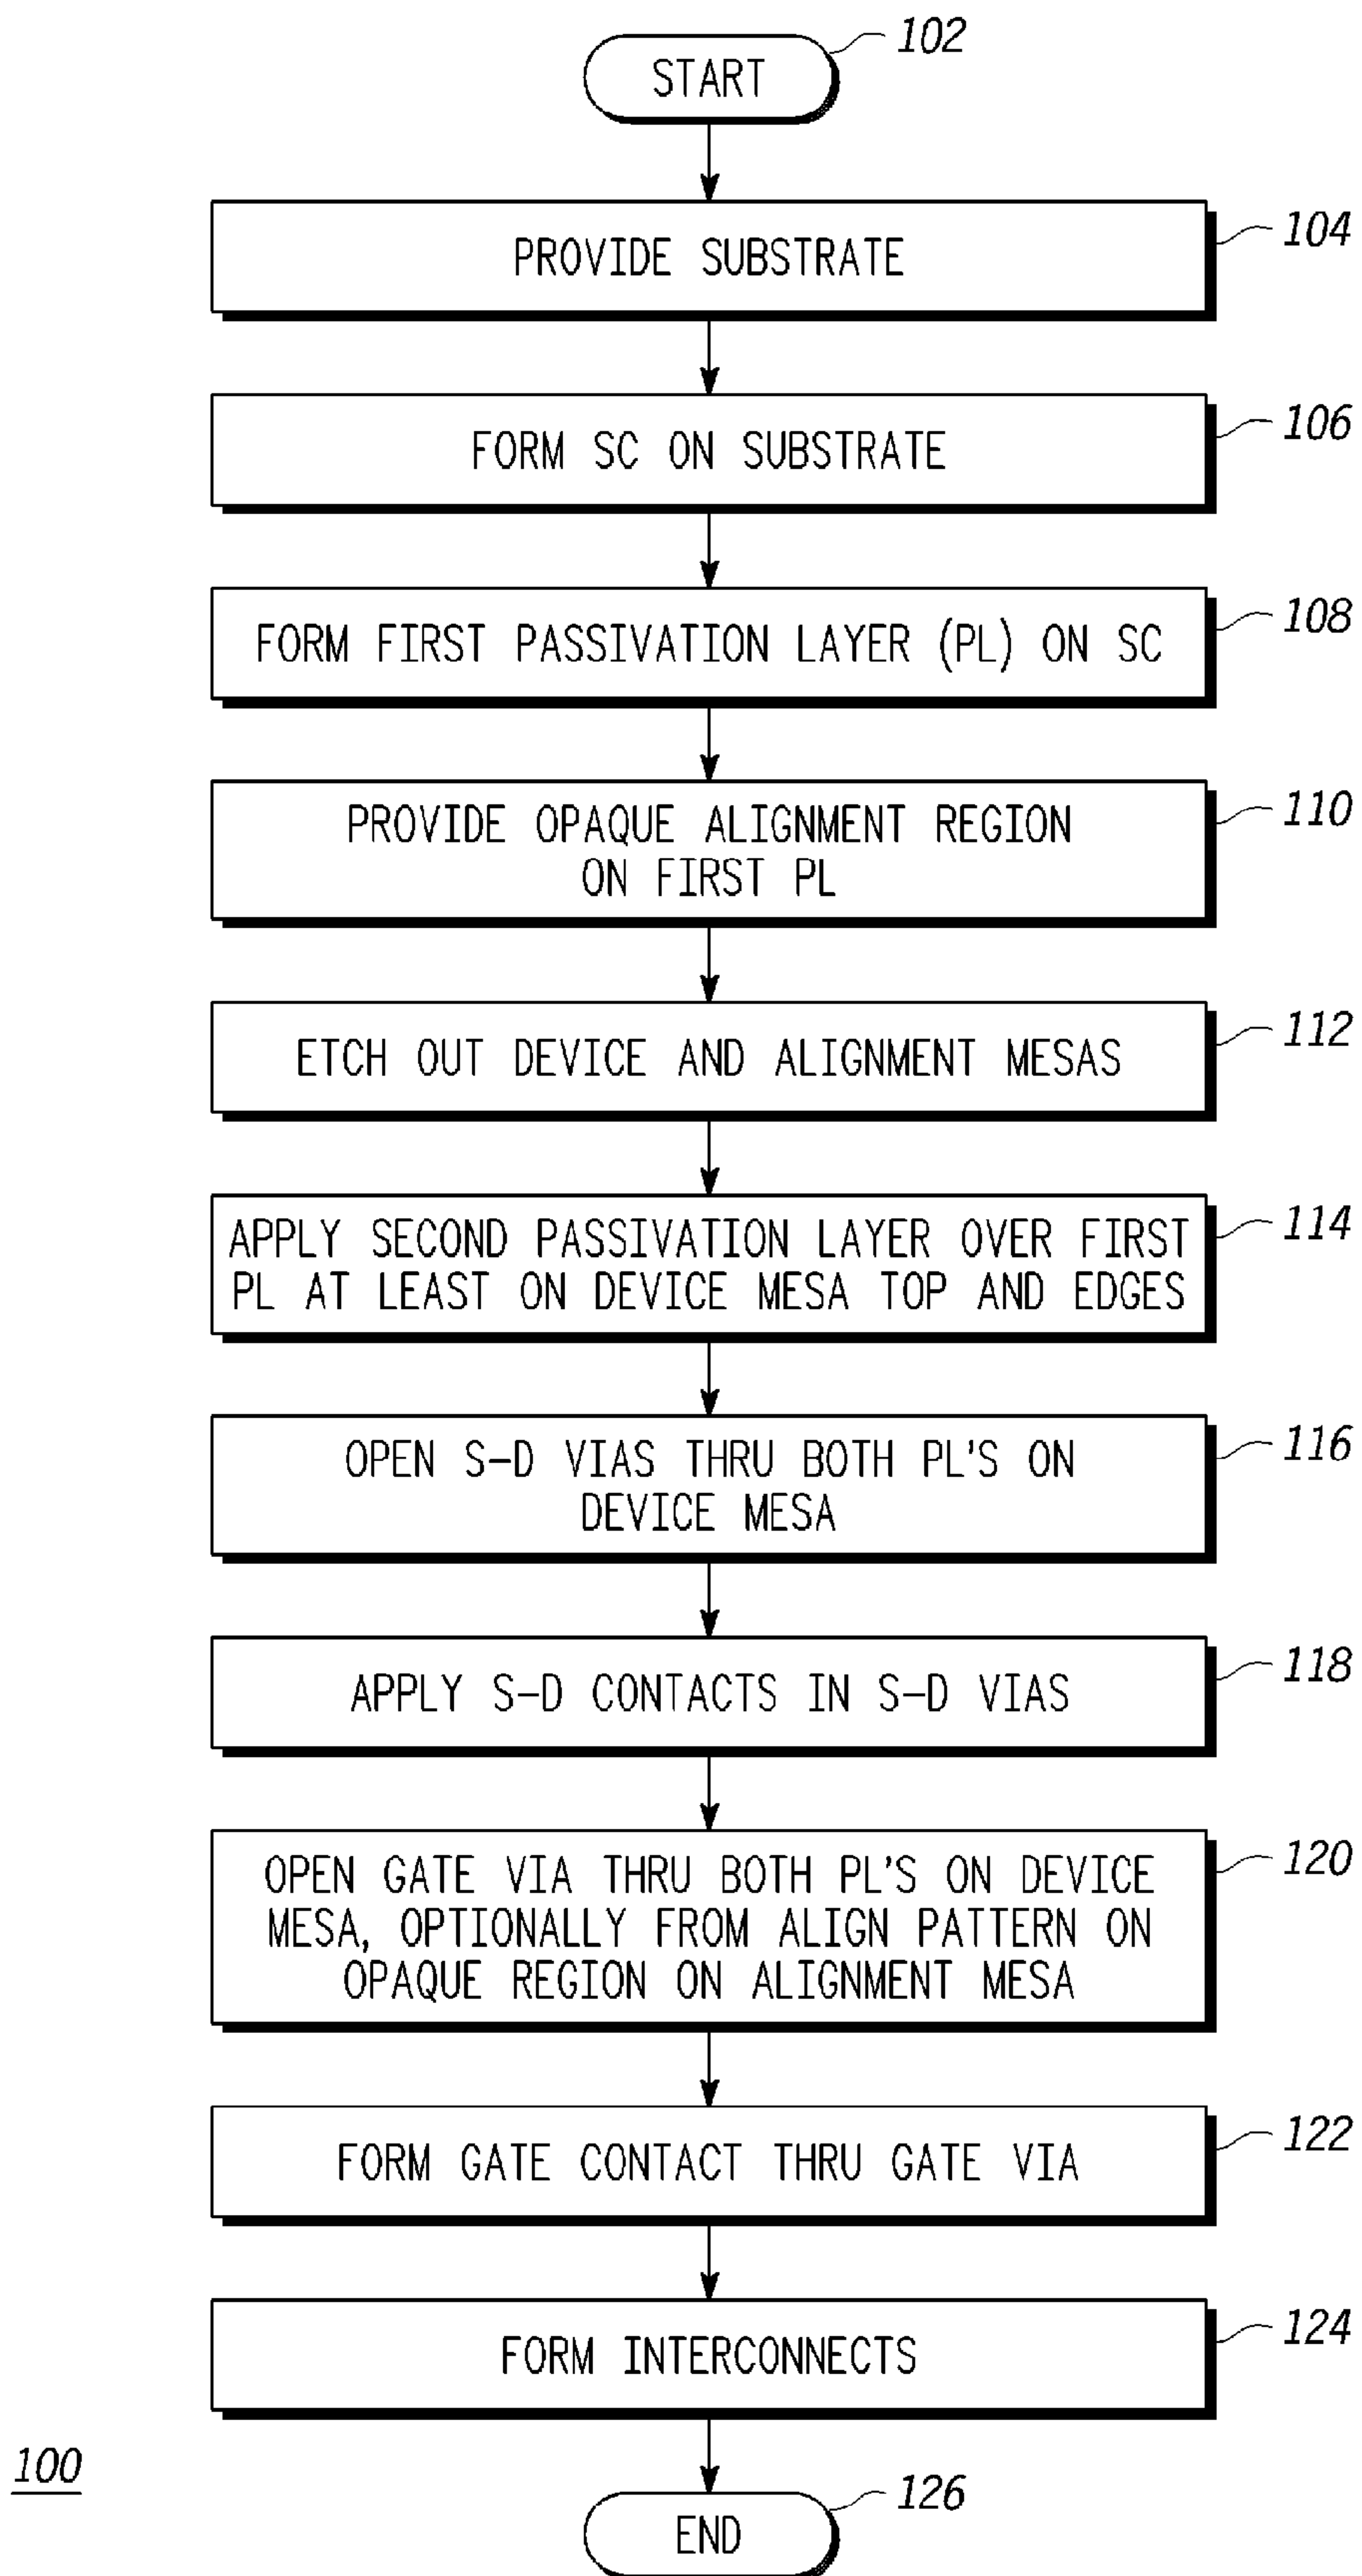 START
102
PROVIDE SUBSTRATE
104
FORM SC ON SUBSTRATE
106
FORM FIRST PASSIVATION LAYER (PL) ON SC
108
PROVIDE OPAQUE ALIGNMENT REGION
ON FIRST PL
110
ETCH OUT DEVICE AND ALIGNMENT MESAS
112
APPLY SECOND PASSIVATION LAYER OVER FIRST
PL AT LEAST ON DEVICE MESA TOP AND EDGES
114
OPEN S-D VIAS THRU BOTH PL'S ON
DEVICE MESA
116
APPLY S-D CONTACTS IN S-D VIAS
118
OPEN GATE VIA THRU BOTH PL'S ON DEVICE
MESA, OPTIONALLY FROM ALIGN PATTERN ON
OPAQUE REGION ON ALIGNMENT MESA
120
FORM GATE CONTACT THRU GATE VIA
122
FORM INTERCONNECTS
124
100
END
126